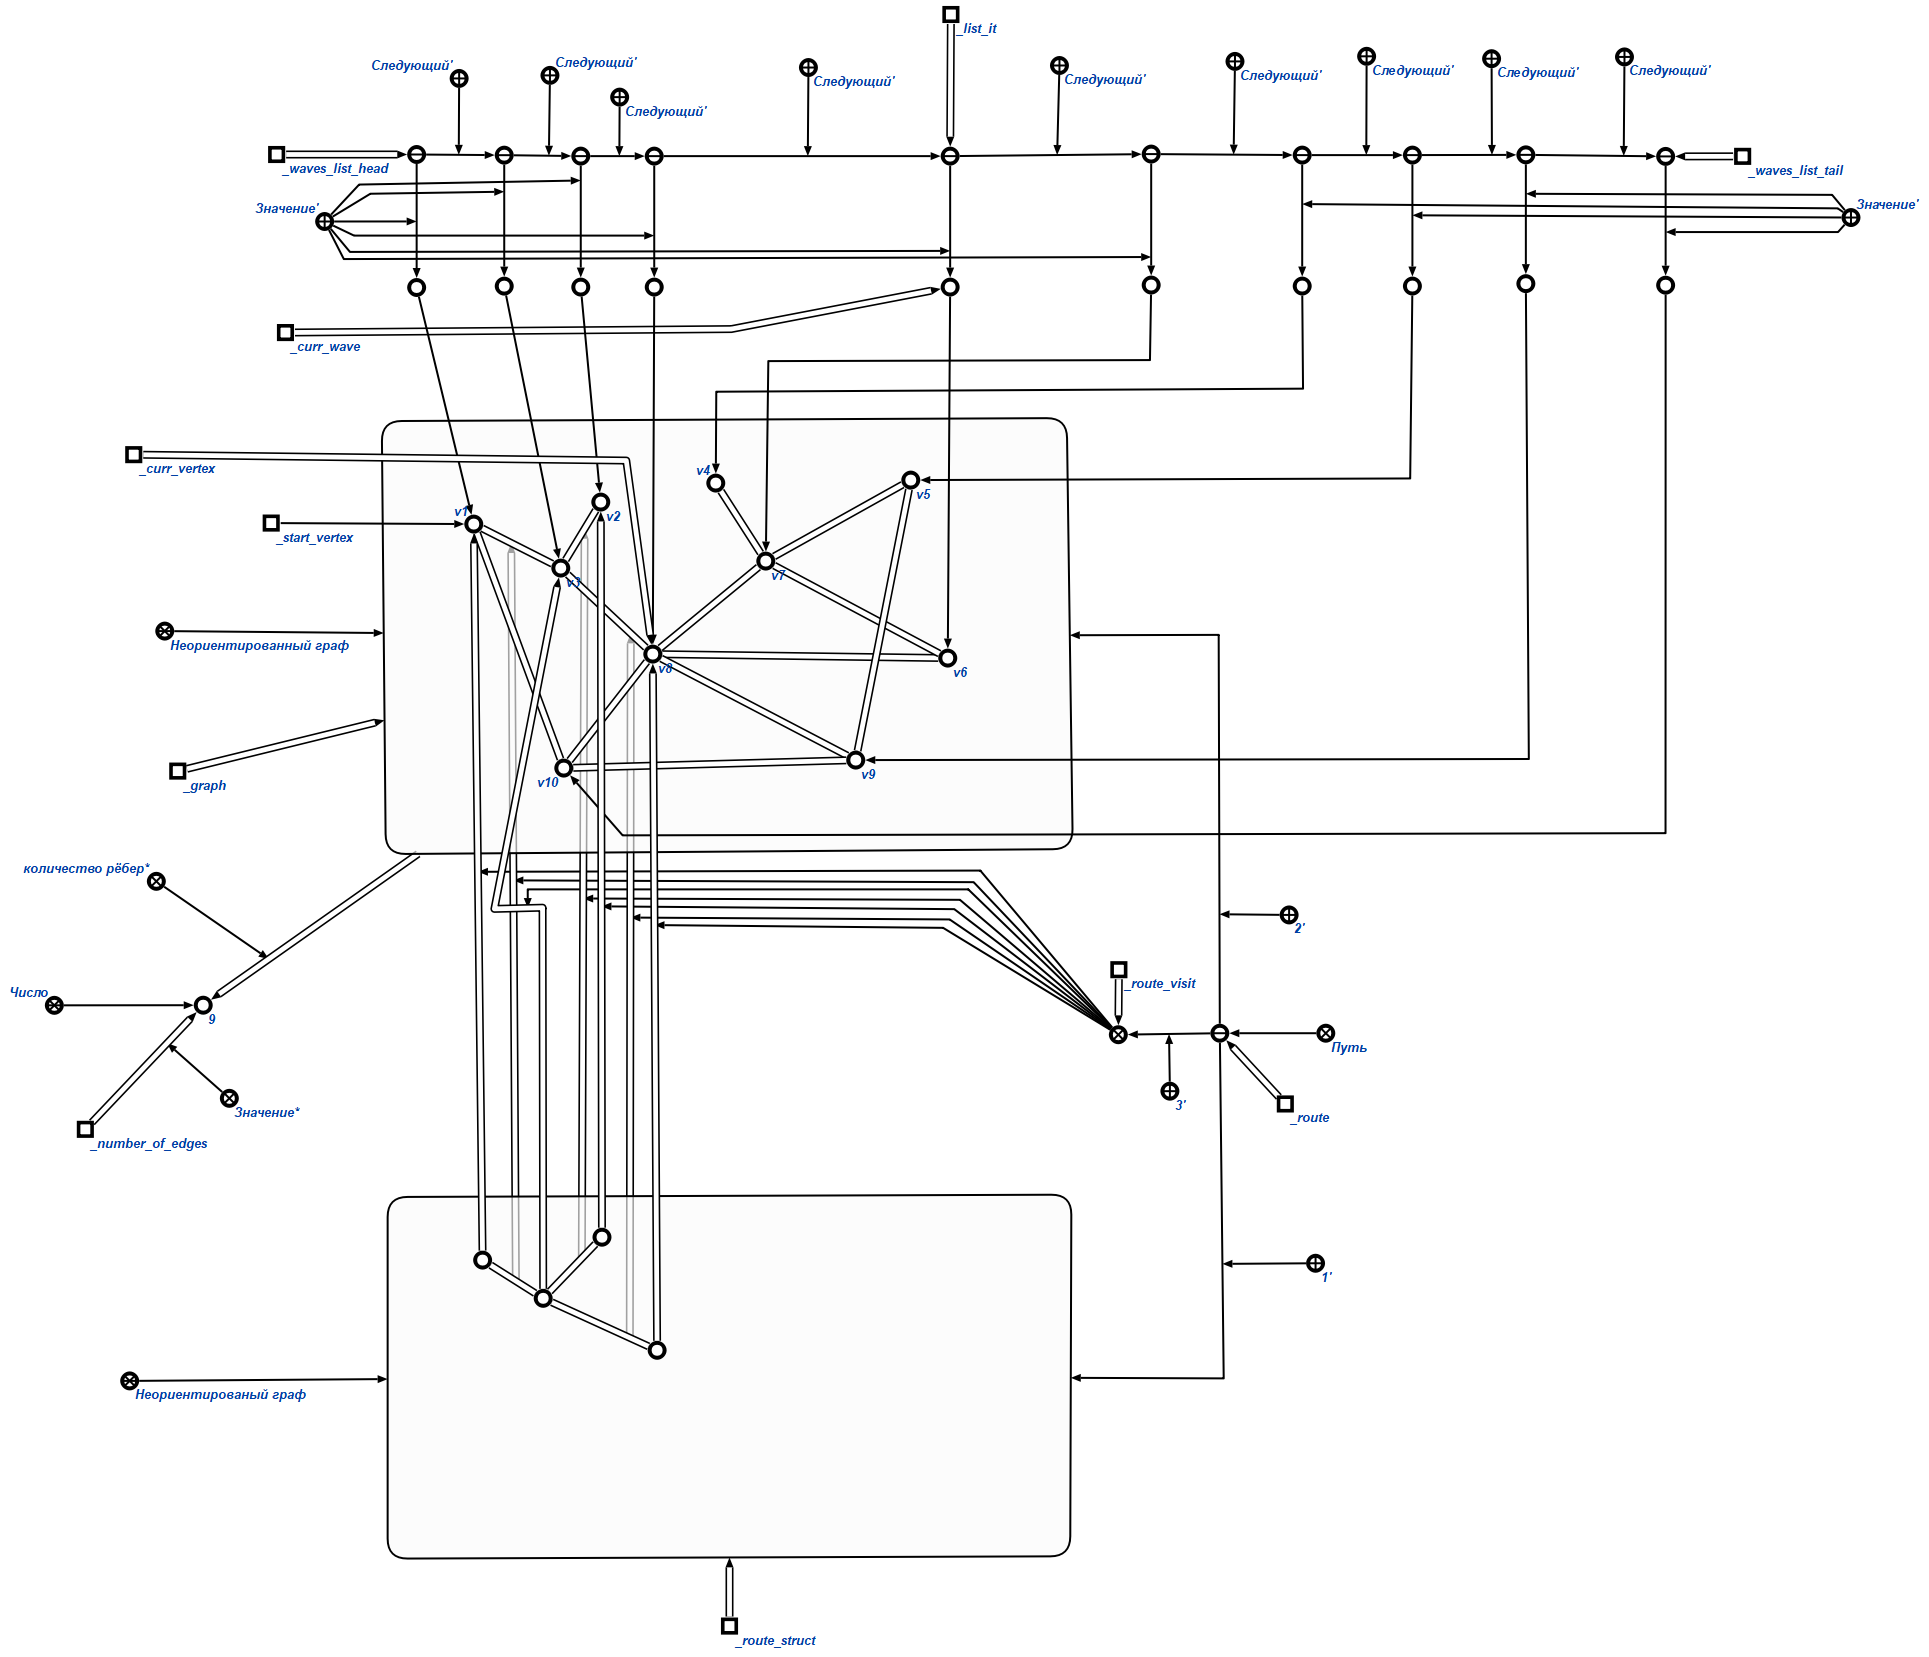 _list_it
Следующий'
Следующий'
Следующий'
Следующий'
Следующий'
Следующий'
Следующий'
Следующий'
Следующий'
_waves_list_head
_waves_list_tail
Значение'
Значение'
_curr_wave
_curr_vertex
v4
v5
v1
v2
_start_vertex
v7
v3
Неориентированный граф
v8
v6
_graph
v10
v9
количество рёбер*
2'
_route_visit
Число
9
Путь
3'
Значение*
_route
_number_of_edges
1'
Неориентированый граф
_route_struct